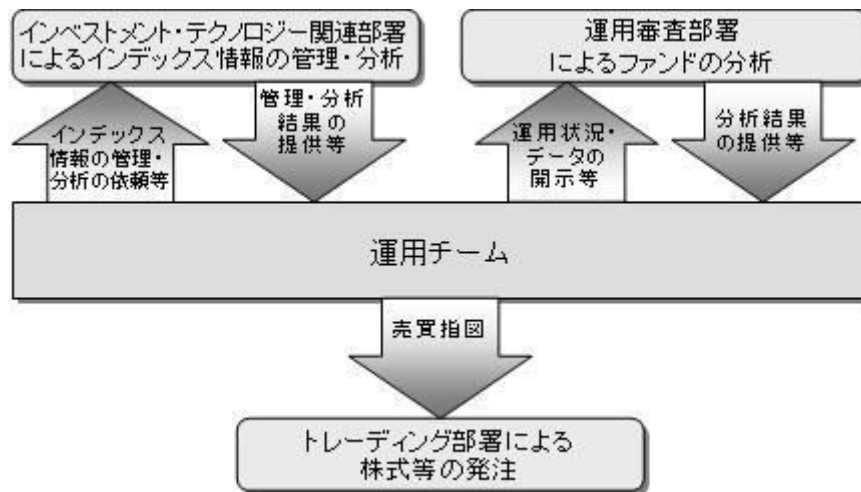 インベストメント・テクノロジー関連部署
によるインデックス情報の管理・分析
運用審査部署
によるファンドの分析
インデックス
情報の管理・
分析の依頼等
管理・分析
結果の
提供等
運用状況・
データの
開示等
分析結果
の提供等
運用チーム
売買指図
トレーディング部署による
株式等の発注